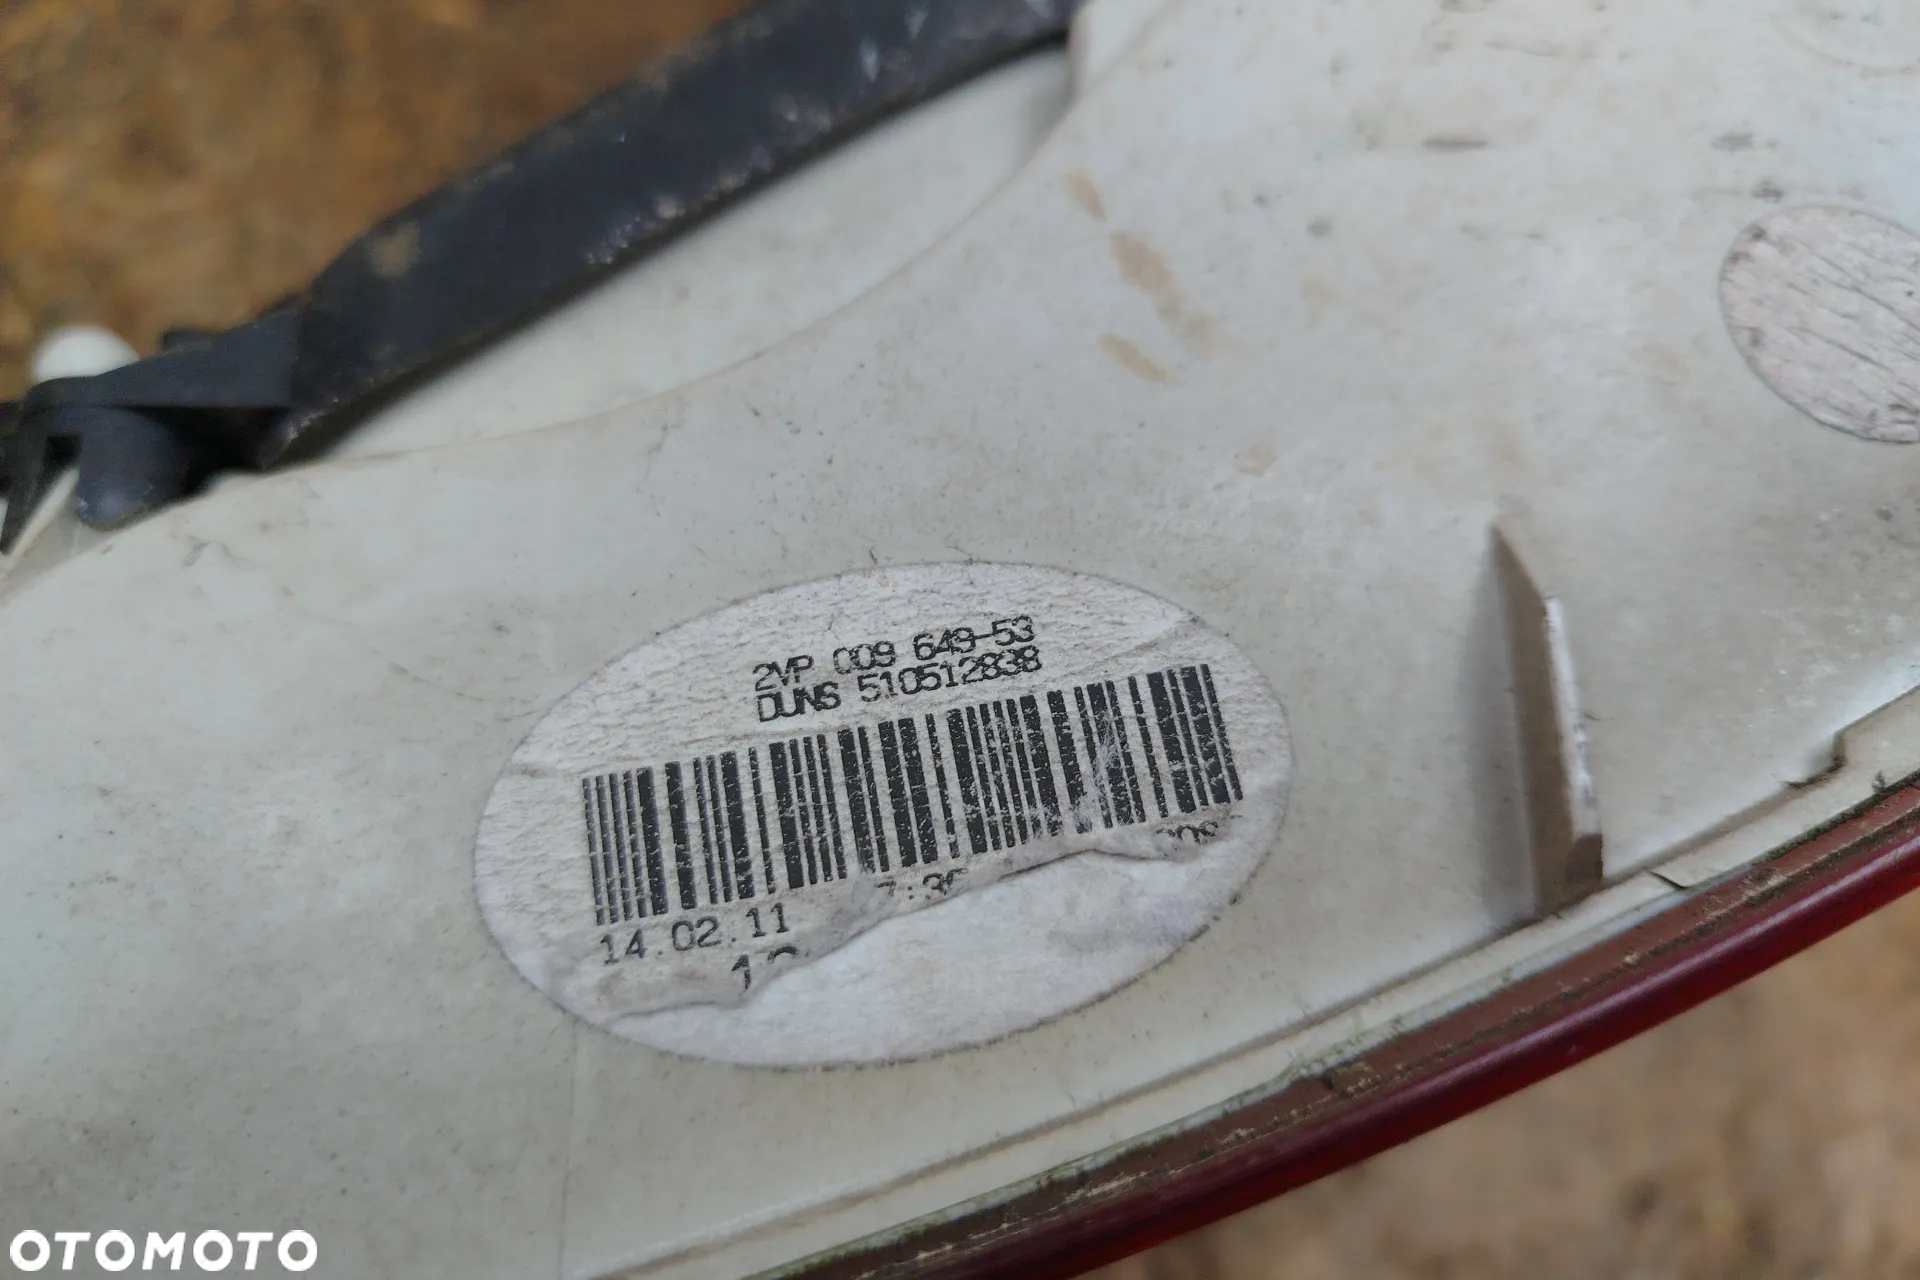 2VP 009 649-53
DUNS 510512838
14.02.11
OTOMOTO